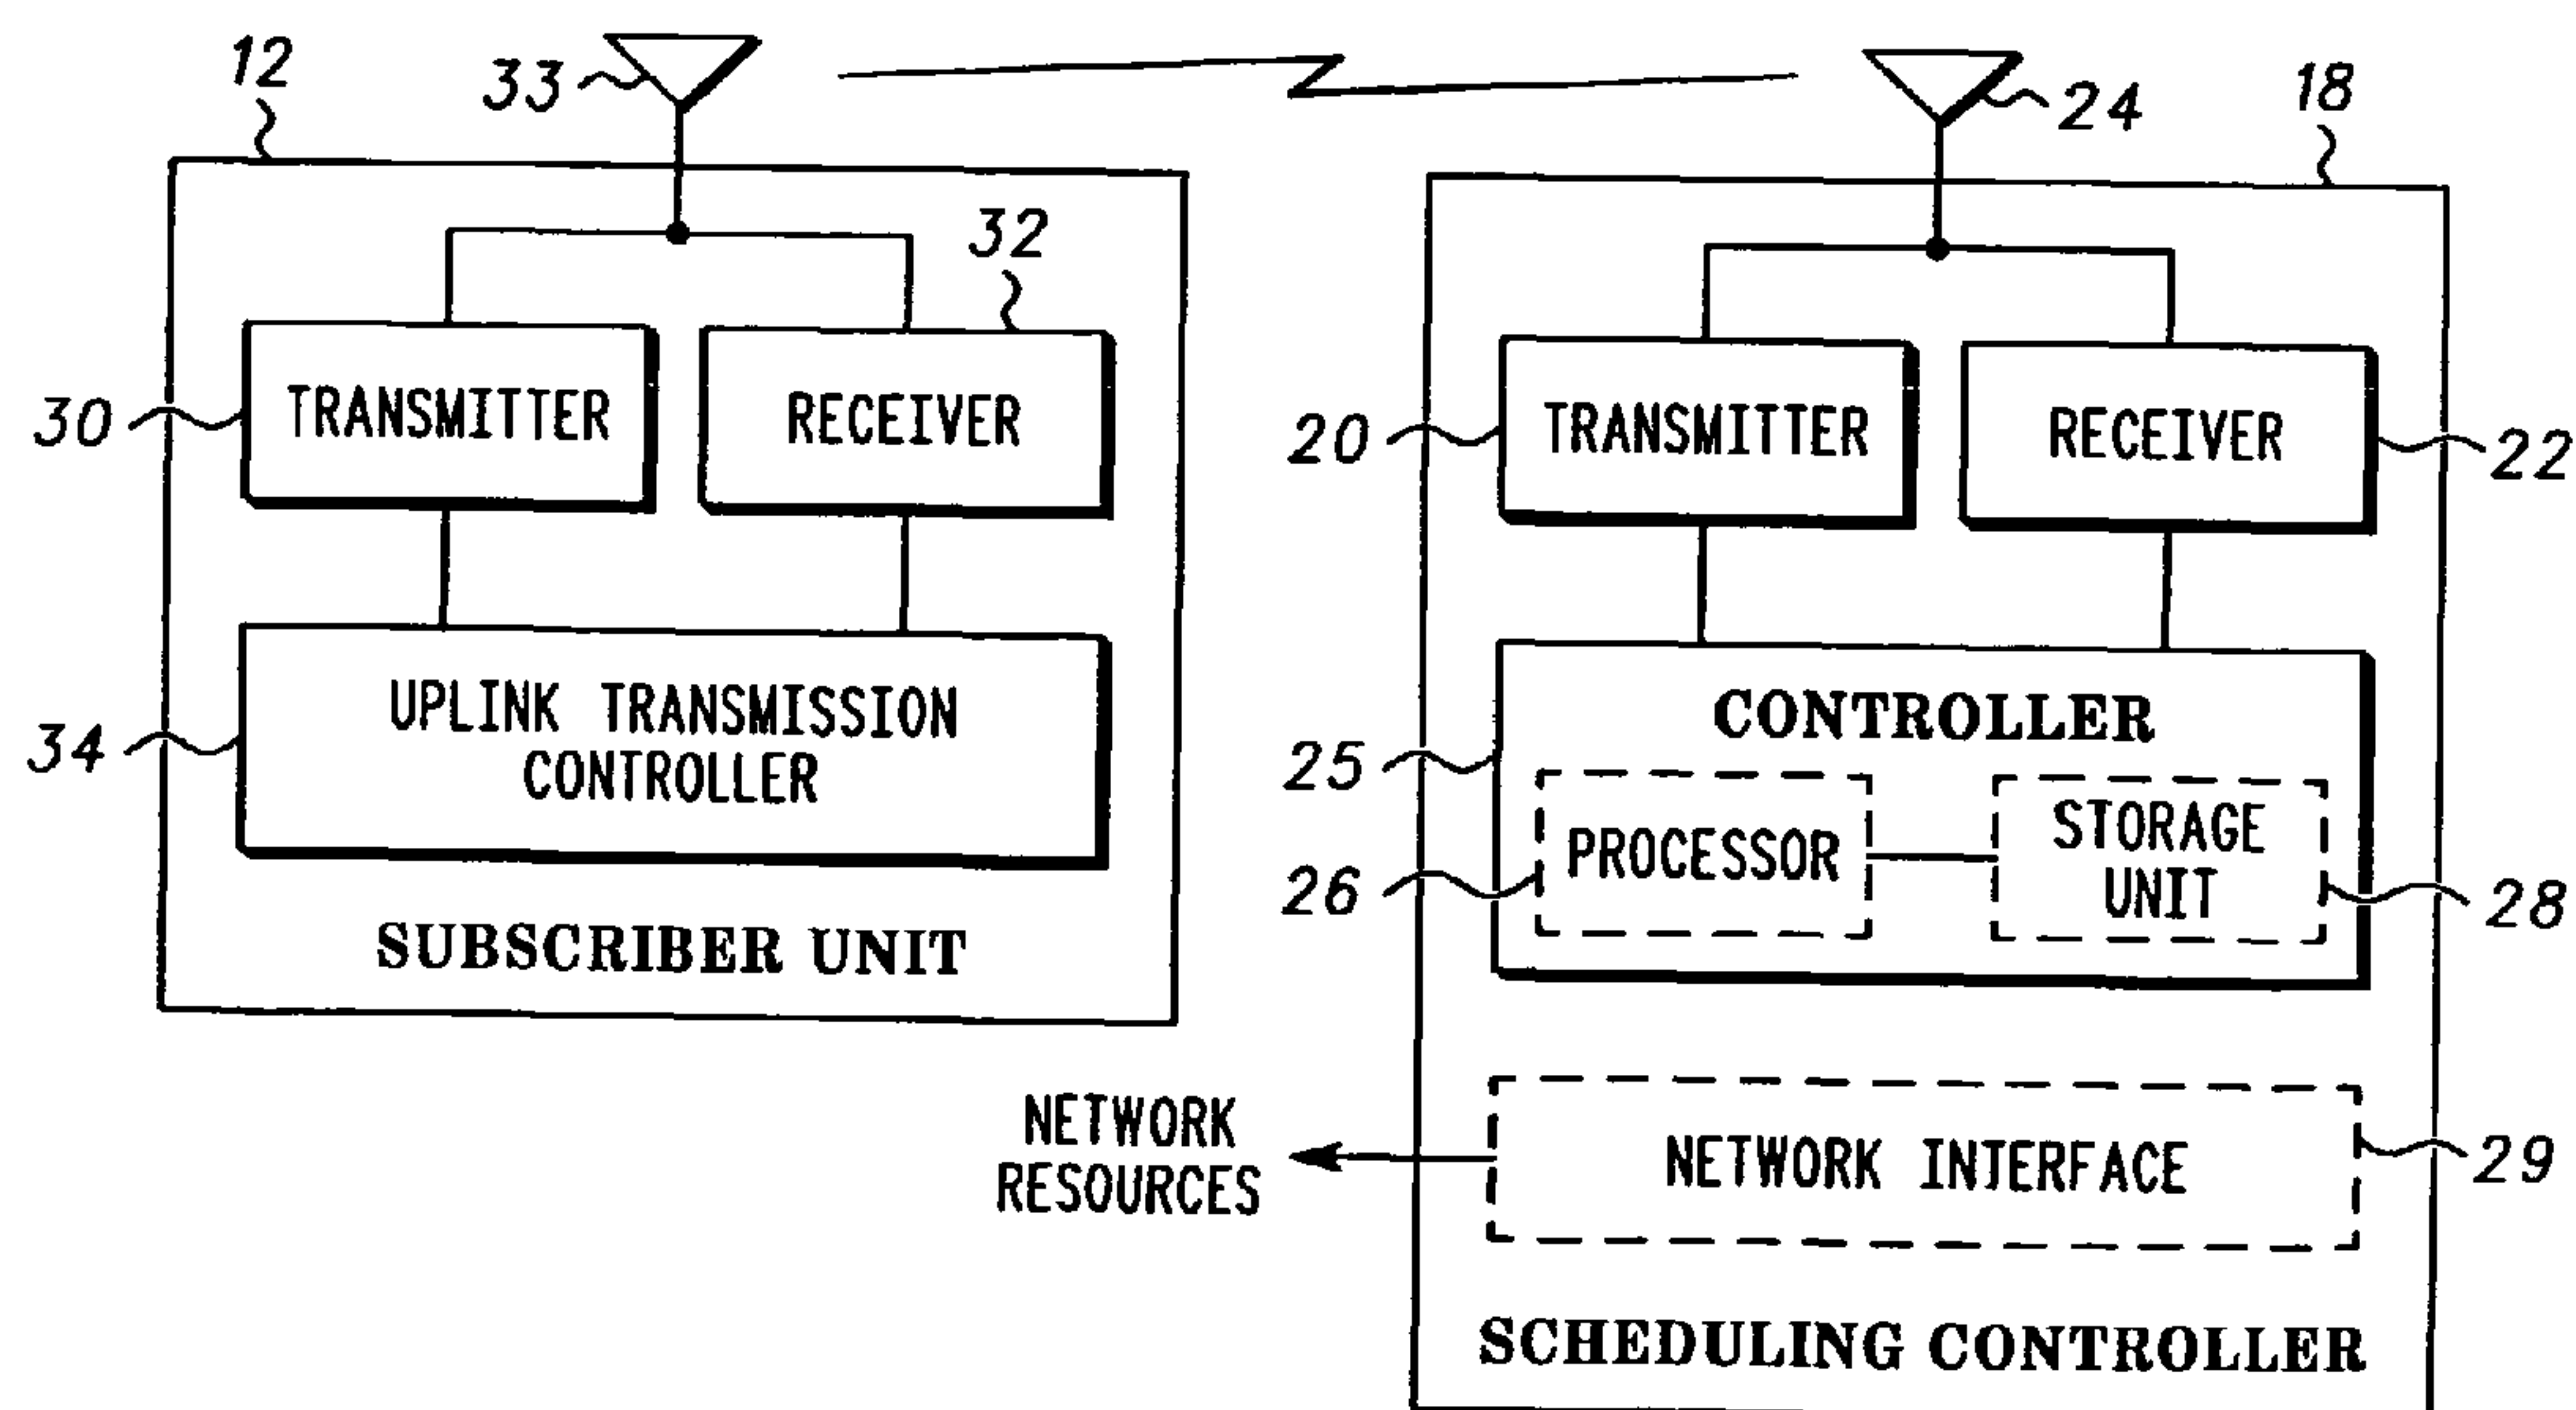 12
33
24
18
32
30
TRANSMITTER
RECEIVER
20
TRANSMITTER
RECEIVER
22
34
UPLINK TRANSMISSION
CONTROLLER
25
CONTROLLER
26
PROCESSOR
STORAGE
UNIT
28
SUBSCRIBER UNIT
NETWORK
RESOURCES
NETWORK INTERFACE
29
SCHEDULING CONTROLLER